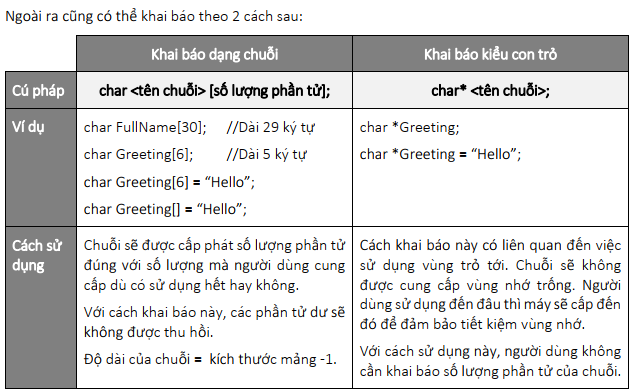 Ngoài ra cũng có thể khai báo theo 2 cách sau:
Khai báo dạng chuỗi
Khai báo kiểu con trỏ
Cú pháp
char <tên chuỗi> [số lượng phần tử];
char* <tên chuỗi>;
Ví dụ
char FullName[30]; //Dài 29 ký tự
char Greeting[6]; //Dài 5 ký tự
char Greeting[6] = “Hello”;
char Greeting[] = “Hello”;
char *Greeting;
char *Greeting = “Hello”;
Cách sử
dụng
Chuỗi sẽ được cấp phát số lượng phần tử
đúng với số lượng mà người dùng cung
cấp dù có sử dụng hết hay không.
Với cách khai báo này, các phần tử dư sẽ
không được thu hồi.
Độ dài của chuỗi = kích thước mảng -1.
Cách khai báo này có liên quan đến việc
sử dụng vùng trỏ tới. Chuỗi sẽ không
được cung cấp vùng nhớ trống. Người
dùng sử dụng đến đâu thì máy sẽ cấp đến
đó để đảm bảo tiết kiệm vùng nhớ.
Với cách sử dụng này, người dùng không
cần khai báo số lượng phần tử của chuỗi.